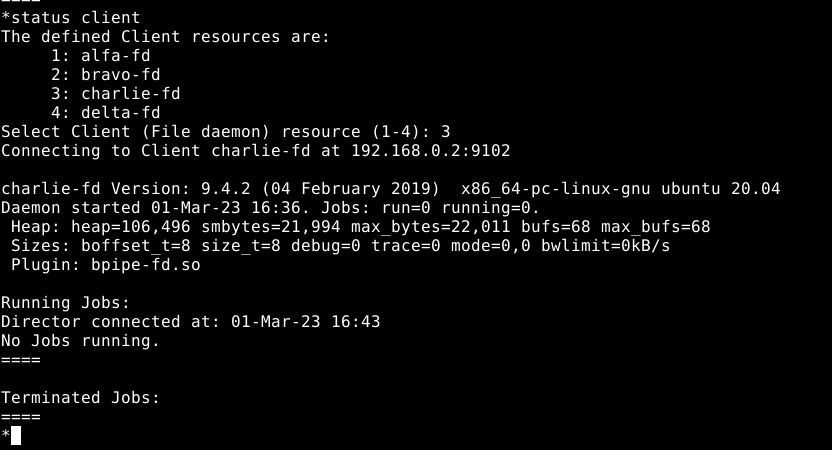 ====
*status client
The defined Client resources are:
     1: alfa-fd
     2: bravo-fd
     3: charlie-fd
     4: delta-fd
Select Client (File daemon) resource (1-4): 3
Connecting to Client charlie-fd at 192.168.0.2:9102

charlie-fd Version: 9.4.2 (04 February 2019)  x86_64-pc-linux-gnu ubuntu 20.04
Daemon started 01-Mar-23 16:36. Jobs: run=0 running=0.
 Heap: heap=106,496 smbytes=21,994 max_bytes=22,011 bufs=68 max_bufs=68
 Sizes: boffset_t=8 size_t=8 debug=0 trace=0 mode=0,0 bwlimit=0kB/s
 Plugin: bpipe-fd.so

Running Jobs:
Director connected at: 01-Mar-23 16:43
No Jobs running.
====

Terminated Jobs:
====
*